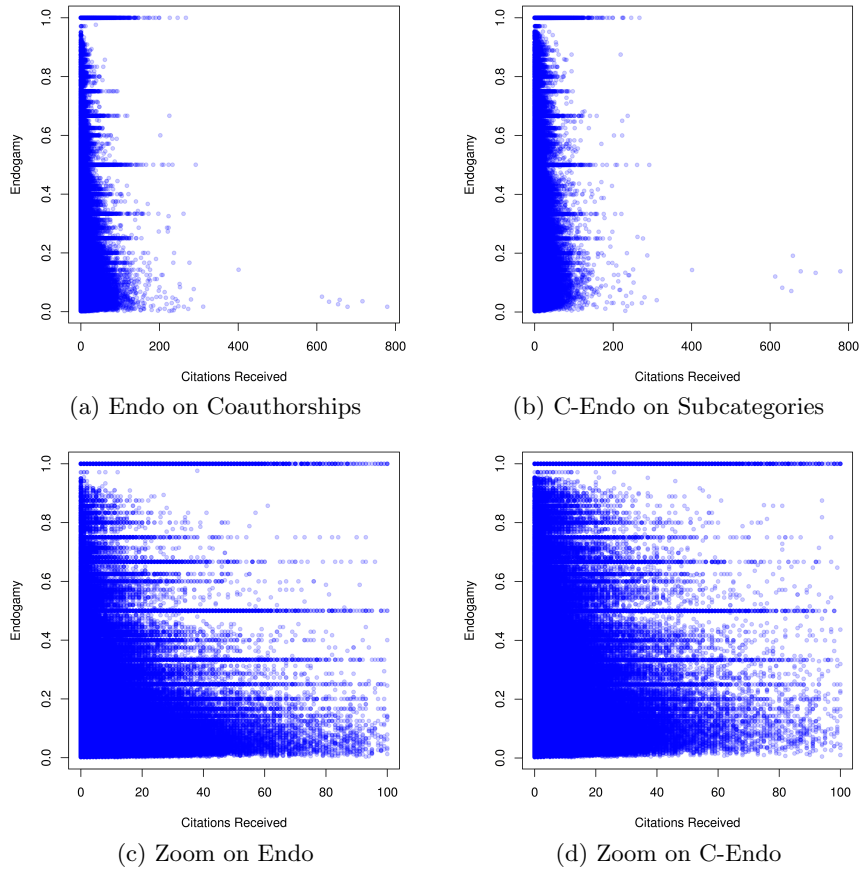 1.0
0.8
0.6
0.4
0.2
0.0
Endogamy
0 200 400 600 800
Citations Received
(a) Endo on Coauthorships
1.0
0.8
0.6
0.4
0.2
0.0
Endogamy
0 200 400 600 800
Citations Received
(b) C-Endo on Subcategories
1.0
0.8
0.6
0.4
0.2
0.0
Endogamy
0 20 40 60 80 100
Citations Received
(c) Zoom on Endo
1.0
0.8
0.6
0.4
0.2
0.0
Endogamy
0 20 40 60 80 100
Citations Received
(d) Zoom on C-Endo